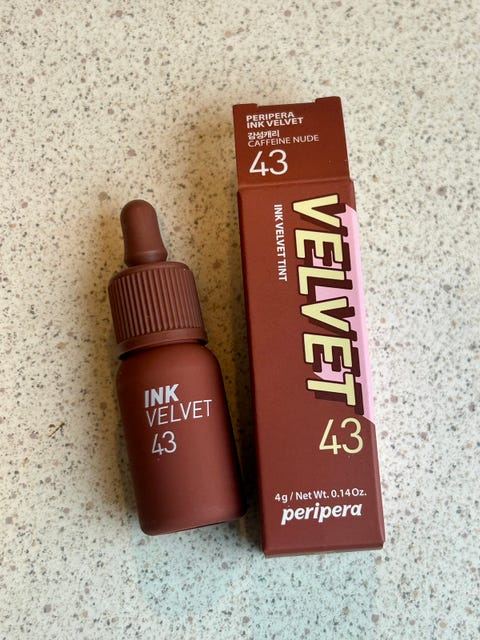 PERIPERA
INK VELVET
감성캐리
CAFFEINE NUDE
43
INK VELVET TINT
VELVET
43
4 g / Net Wt. 0.14 Oz.
peripera
INK
VELVET
43